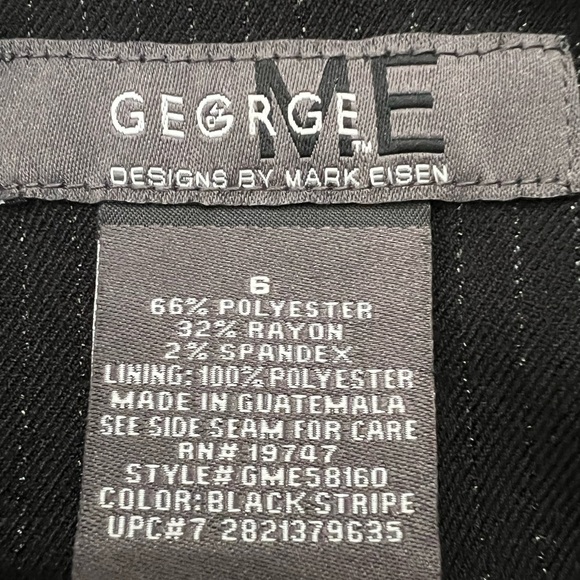 GEORGE ME™
DESIGNS BY MARK EISEN
6
66% POLYESTER
32% RAYON
2% SPANDEX
LINING: 100% POLYESTER
MADE IN GUATEMALA
SEE SIDE SEAM FOR CARE
RN# 19747
STYLE# GME58160
COLOR: BLACK STRIPE
UPC#7 2821379635